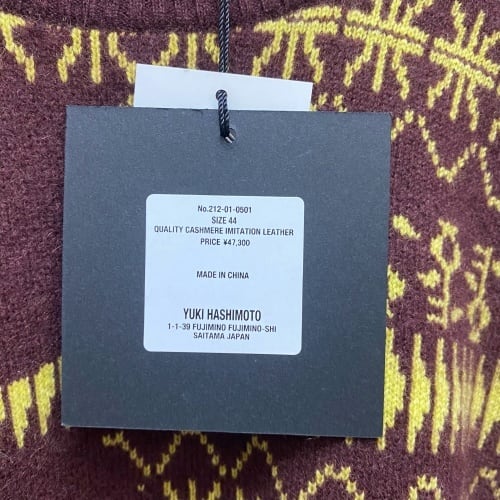 No.212-01-0501
SIZE 44
QUALITY CASHMERE IMITATION LEATHER
PRICE ¥47,300
MADE IN CHINA
YUKI HASHIMOTO
1-1-39 FUJIMINO FUJIMINO-SHI
SAITAMA JAPAN